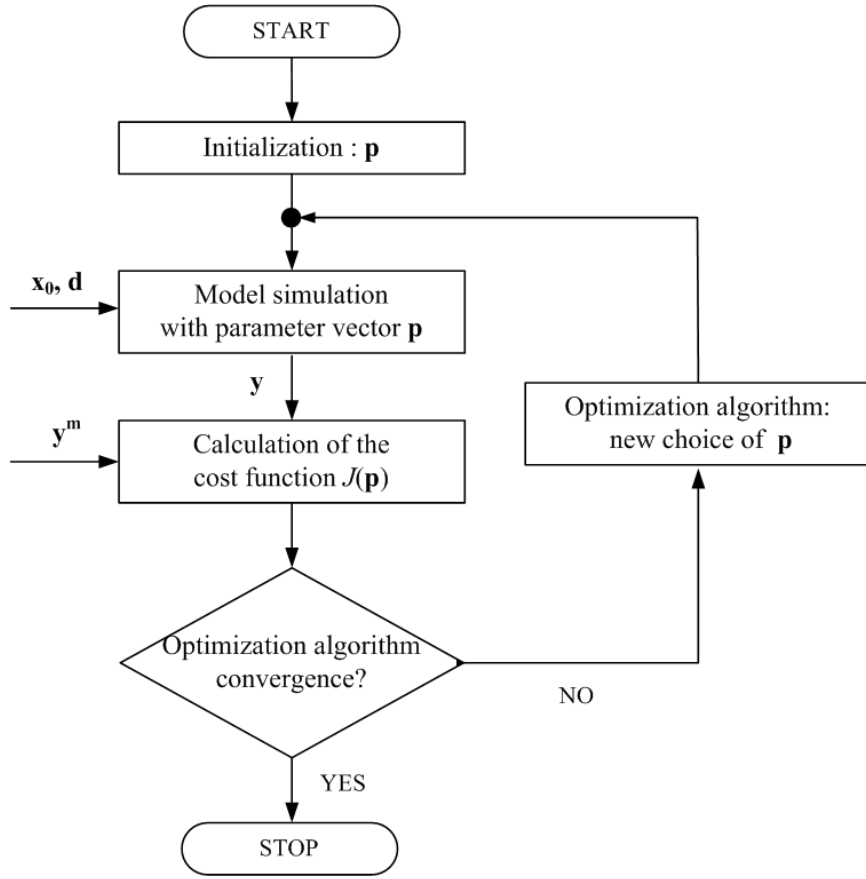 START
Initialization : p
x₀, d
Model simulation
with parameter vector p
y
Optimization algorithm:
new choice of p
yᵐ
Calculation of the
cost function J(p)
Optimization algorithm
convergence?
NO
YES
STOP